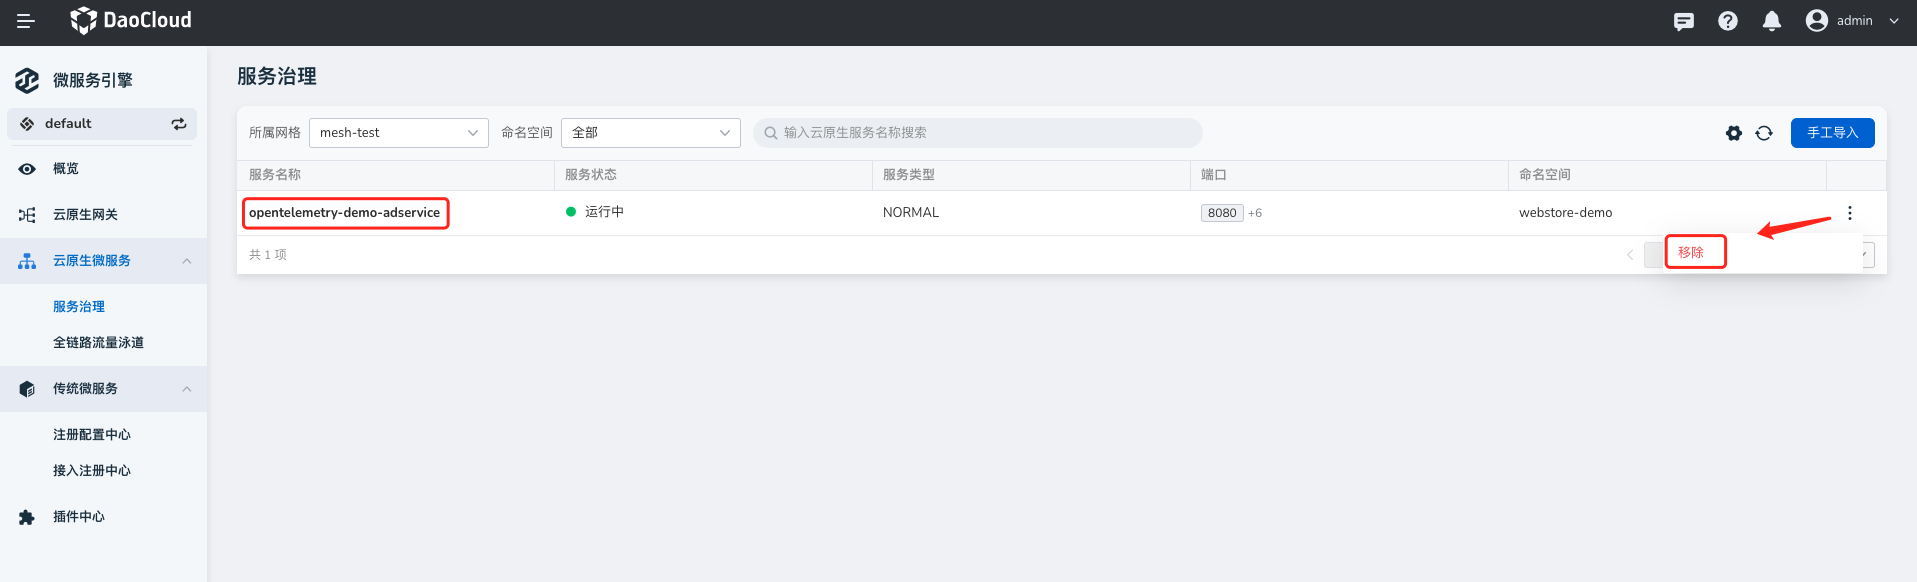 DaoCloud
admin
微服务引擎
default
概览
云原生网关
云原生微服务
服务治理
全链路流量泳道
传统微服务
注册配置中心
接入注册中心
插件中心
服务治理
所属网格 mesh-test 命名空间 全部 输入云原生服务名称搜索 手工导入
服务名称 服务状态 服务类型 端口 命名空间
opentelemetry-demo-adservice 运行中 NORMAL 8080 +6 webstore-demo
移除
共 1 项